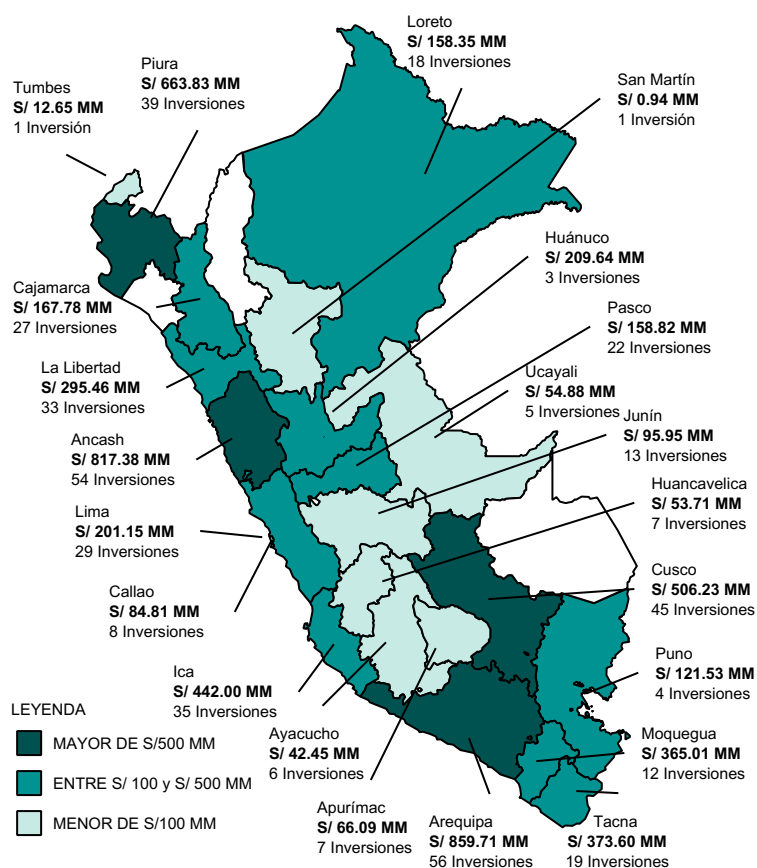 Loreto
S/ 158.35 MM
18 Inversiones
Piura
S/ 663.83 MM
39 Inversiones
San Martín
S/ 0.94 MM
1 Inversión
Tumbes
S/ 12.65 MM
1 Inversión
Huánuco
S/ 209.64 MM
3 Inversiones
Cajamarca
S/ 167.78 MM
27 Inversiones
Pasco
S/ 158.82 MM
22 Inversiones
La Libertad
S/ 295.46 MM
33 Inversiones
Ucayali
S/ 54.88 MM
5 Inversiones
Junín
S/ 95.95 MM
13 Inversiones
Ancash
S/ 817.38 MM
54 Inversiones
Huancavelica
S/ 53.71 MM
7 Inversiones
Lima
S/ 201.15 MM
29 Inversiones
Cusco
S/ 506.23 MM
45 Inversiones
Callao
S/ 84.81 MM
8 Inversiones
Puno
S/ 121.53 MM
4 Inversiones
Ica
S/ 442.00 MM
35 Inversiones
Ayacucho
S/ 42.45 MM
6 Inversiones
Moquegua
S/ 365.01 MM
12 Inversiones
Apurímac
S/ 66.09 MM
7 Inversiones
Arequipa
S/ 859.71 MM
56 Inversiones
Tacna
S/ 373.60 MM
19 Inversiones
LEYENDA
MAYOR DE S/500 MM
ENTRE S/ 100 y S/ 500 MM
MENOR DE S/100 MM